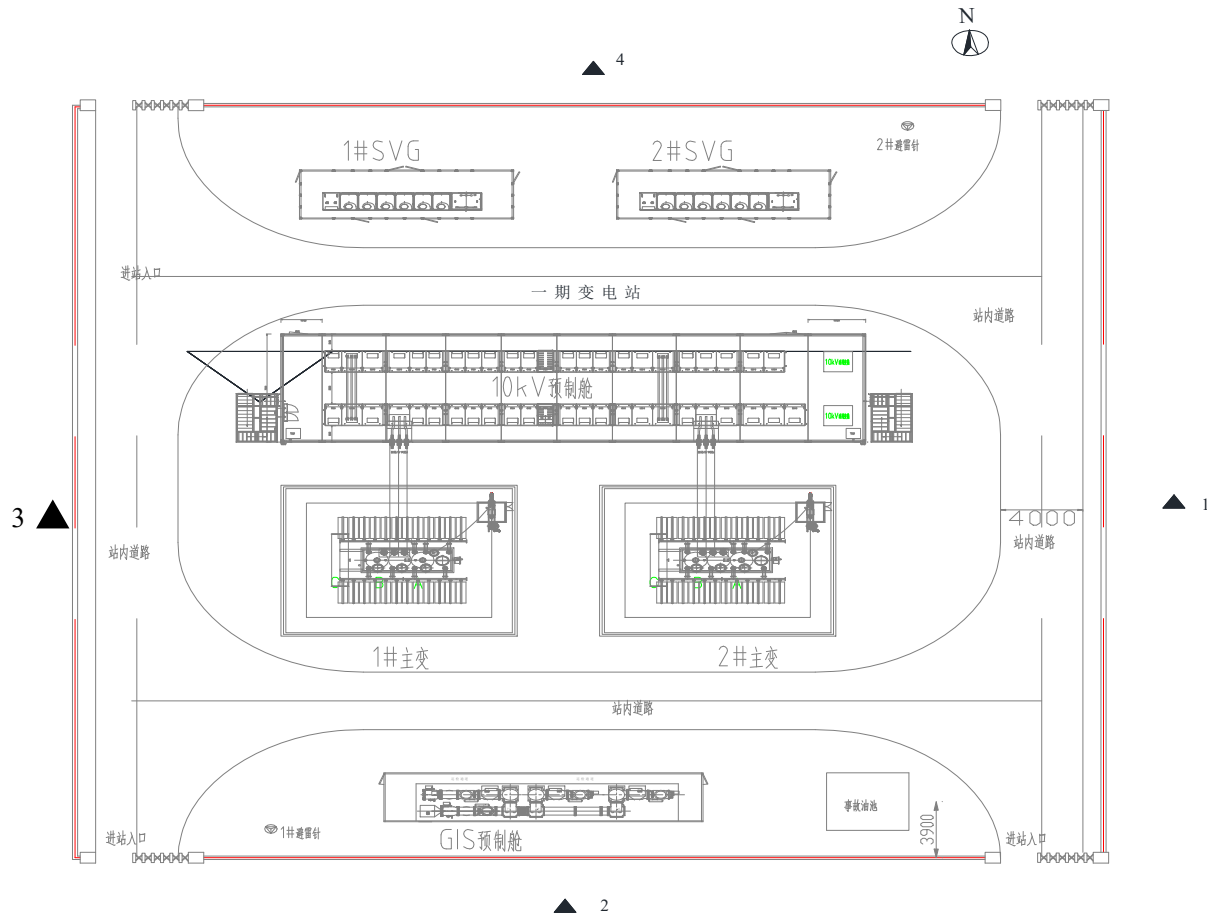 N
4
1#SVG
2#SVG
2#避雷针
进站入口
一期变电站
站内道路
10kV预制舱
3
1
4000
站内道路
站内道路
C B A
C B A
1#主变
2#主变
站内道路
事故油池
3900
1#避雷针
GIS预制舱
进站入口
进站入口
2